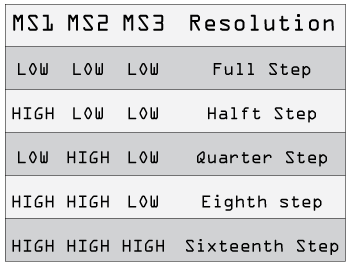 MS1 MS2 MS3 Resolution
LOW LOW LOW Full Step
HIGH LOW LOW Halft Step
LOW HIGH LOW Quarter Step
HIGH HIGH LOW Eighth step
HIGH HIGH HIGH Sixteenth Step